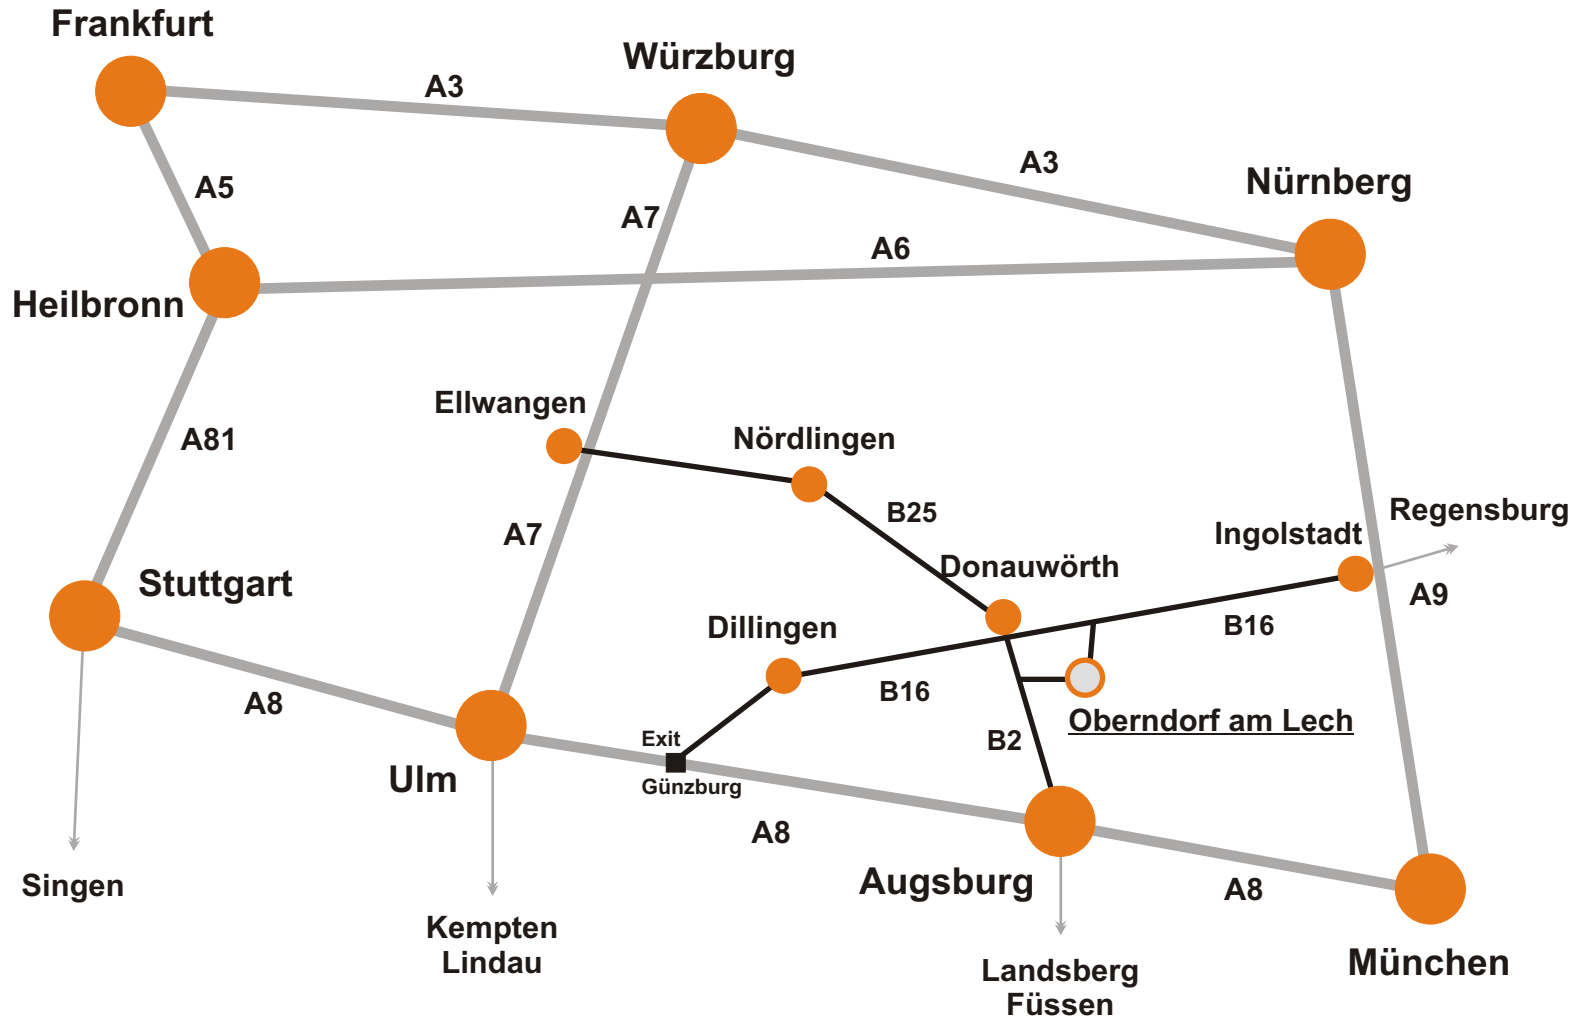 Frankfurt
Würzburg
A3
A3
Nürnberg
A5
A7
A6
Heilbronn
Ellwangen
Nördlingen
A81
B25
Regensburg
Ingolstadt
A7
Donauwörth
Stuttgart
A9
Dillingen
B16
B16
A8
Oberndorf am Lech
Exit
B2
Ulm
Günzburg
A8
Augsburg
A8
Singen
Kempten
Lindau
München
Landsberg
Füssen